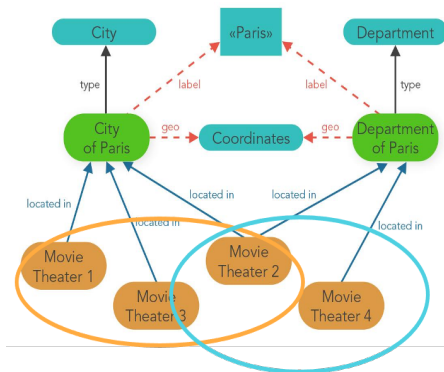 City
«Paris»
Department
type
label
label
type
City
of Paris
geo
Coordinates
geo
Department
of Paris
located in
located in
located in
located in
located in
Movie
Theater 1
Movie
Theater 2
Movie
Theater 3
Movie
Theater 4